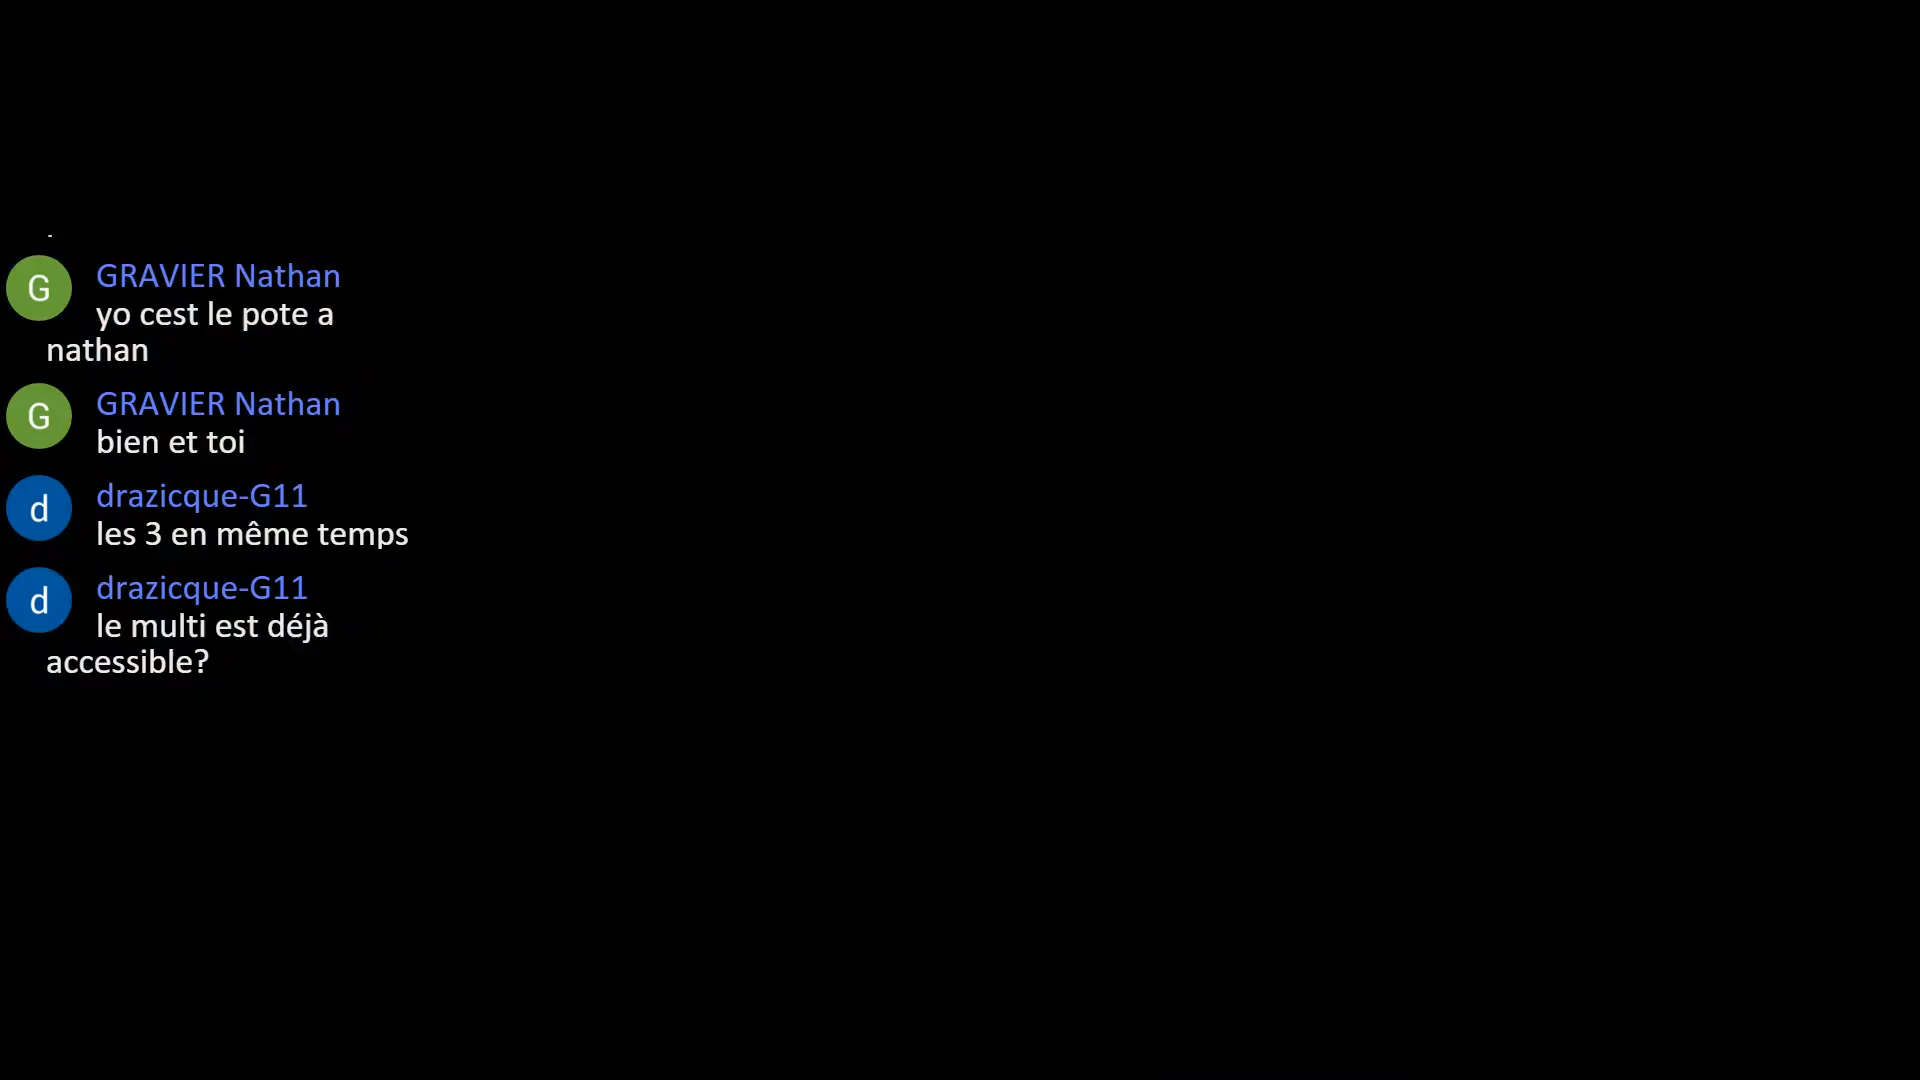 G
GRAVIER Nathan
yo cest le pote a
nathan
G
GRAVIER Nathan
bien et toi
d
drazicque-G11
les 3 en même temps
d
drazicque-G11
le multi est déjà
accessible?